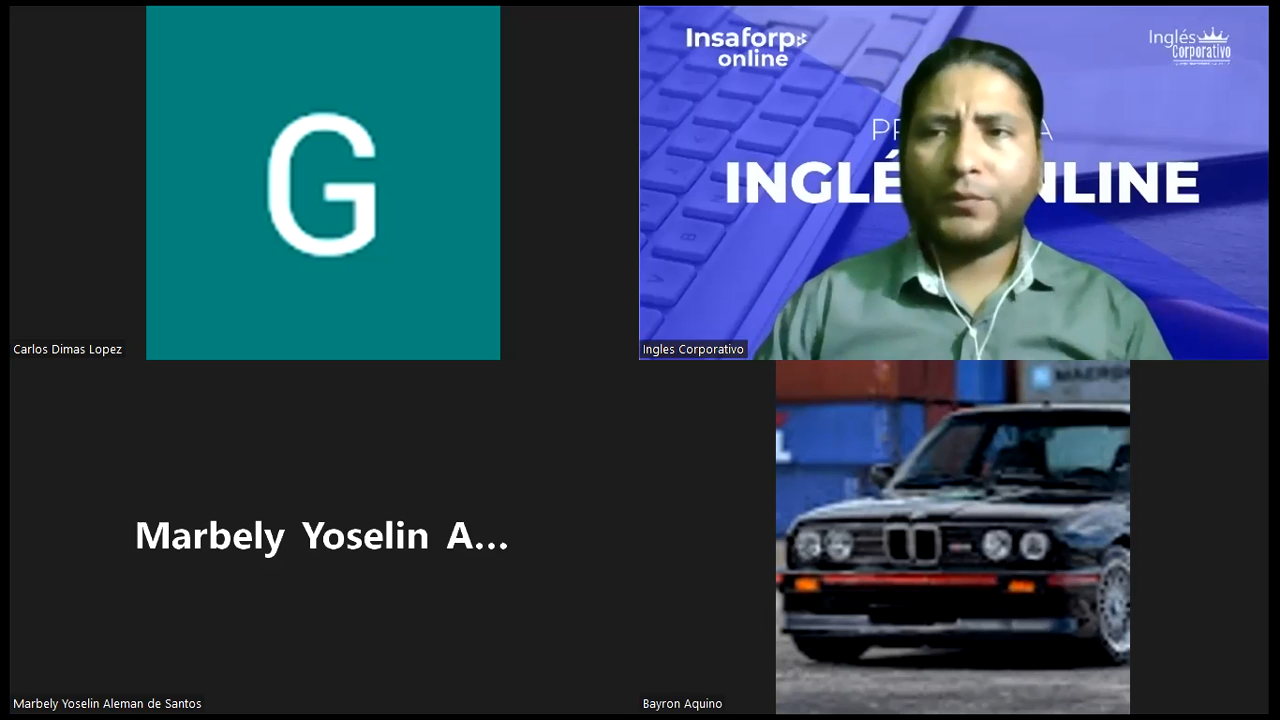 G
Carlos Dimas Lopez
Insaforp
online
Inglés
Corporativo
INGLÉ NLINE
Ingles Corporativo
Marbely Yoselin A...
Marbely Yoselin Aleman de Santos
MAERSK
Bayron Aquino